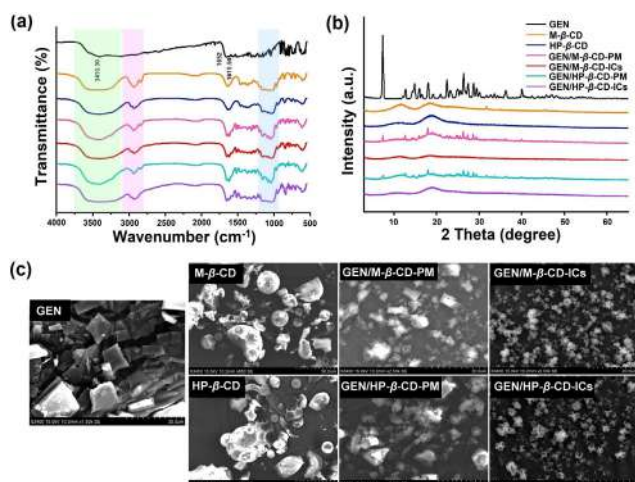 (a)
Transmittance (%)
3410.30
1652
4000 3500 3000 2500 2000 1500 1000 500
Wavenumber (cm⁻¹)
(b)
GEN
M-β-CD
HP-β-CD
GEN/M-β-CD-PM
GEN/M-β-CD-ICs
GEN/HP-β-CD-PM
GEN/HP-β-CD-ICs
Intensity (a.u.)
10 20 30 40 50 60
2 Theta (degree)
(c)
GEN
M-β-CD
GEN/M-β-CD-PM
GEN/M-β-CD-ICs
HP-β-CD
GEN/HP-β-CD-PM
GEN/HP-β-CD-ICs